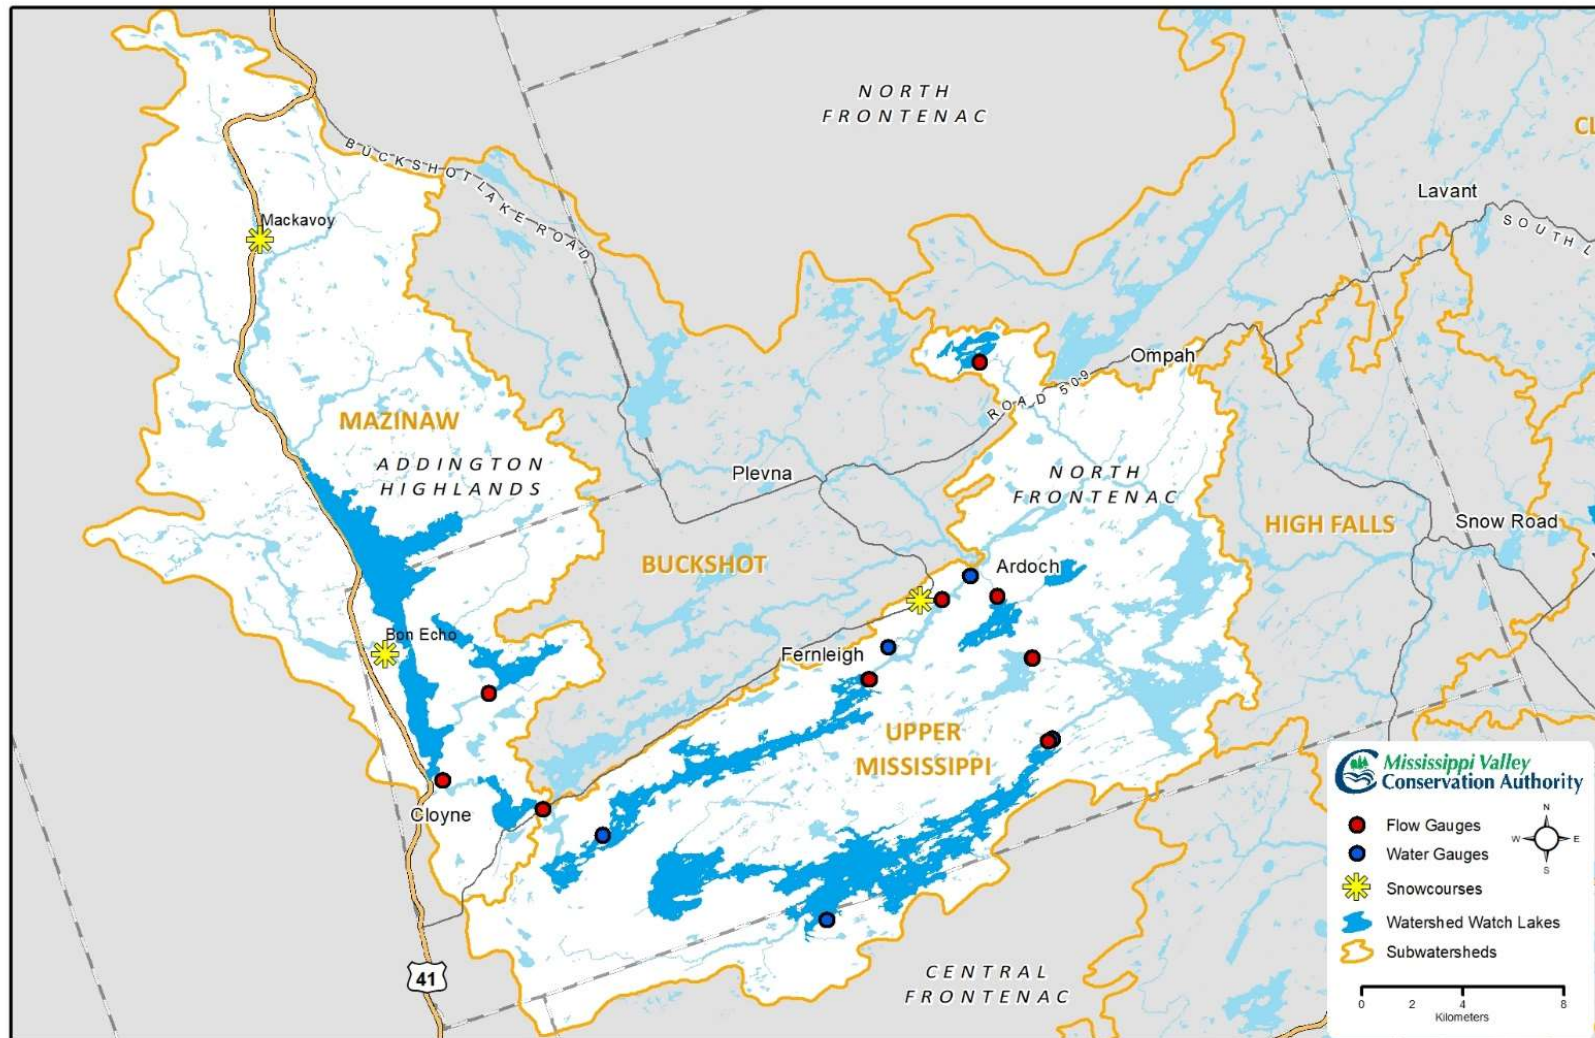 NORTH
FRONTENAC
BUCKSHOT LAKE ROAD
Lavant
SOUTH L
CL
Mackavoy
Ompah
ROAD 509
MAZINAW
ADDINGTON
HIGHLANDS
Plevna
NORTH
FRONTENAC
HIGH FALLS
Snow Road
BUCKSHOT
Ardoch
Bon Echo
Fernleigh
UPPER
MISSISSIPPI
Cloyne
41
CENTRAL
FRONTENAC
Mississippi Valley
Conservation Authority
Flow Gauges
Water Gauges
Snowcourses
Watershed Watch Lakes
Subwatersheds
N
W E
S
0 2 4 8
Kilometers